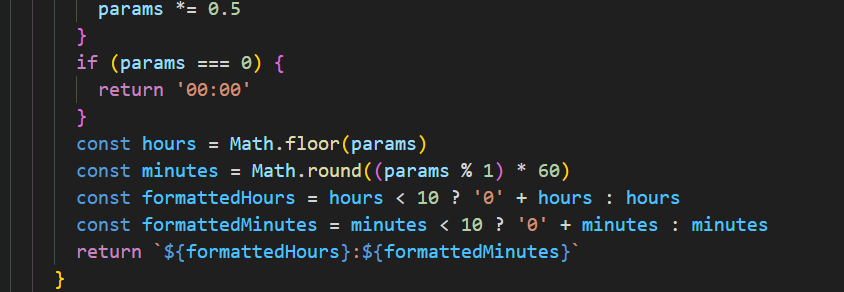 params *= 0.5
}
if (params === 0) {
return '00:00'
}
const hours = Math.floor(params)
const minutes = Math.round((params % 1) * 60)
const formattedHours = hours < 10 ? '0' + hours : hours
const formattedMinutes = minutes < 10 ? '0' + minutes : minutes
return `${formattedHours}:${formattedMinutes}`
}